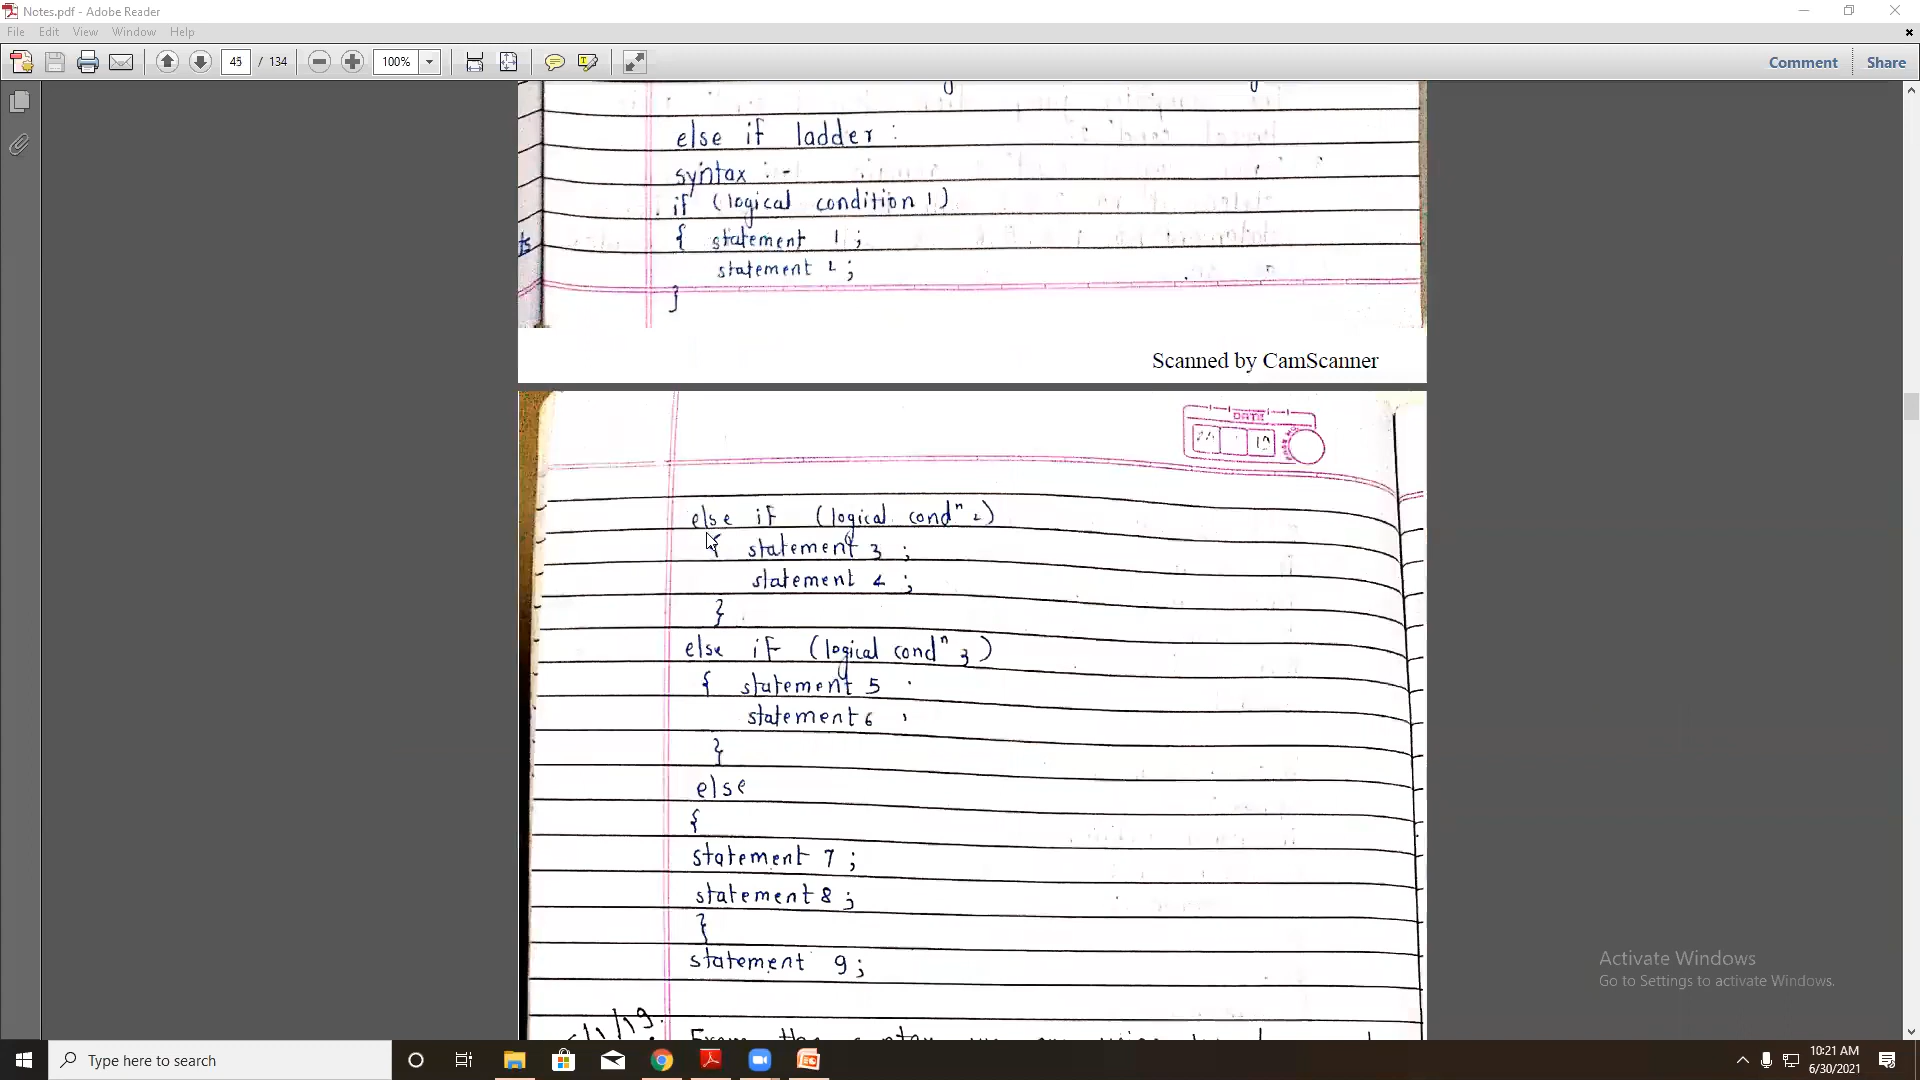 Notes.pdf - Adobe Reader
File Edit View Window Help
45 / 134 100% Comment Share
else if ladder :
syntax :-
if (logical condition 1)
{ statement 1 ;
statement 2 ;
}
Scanned by CamScanner
DATE
else if (logical condⁿ 2)
{ statement 3 ;
statement 4 ;
}
else if (logical condⁿ 3)
{ statement 5
statement 6
}
else
{
statement 7 ;
statement 8 ;
}
statement 9 ;
Activate Windows
Go to Settings to activate Windows.
Type here to search
10:21 AM
6/30/2021